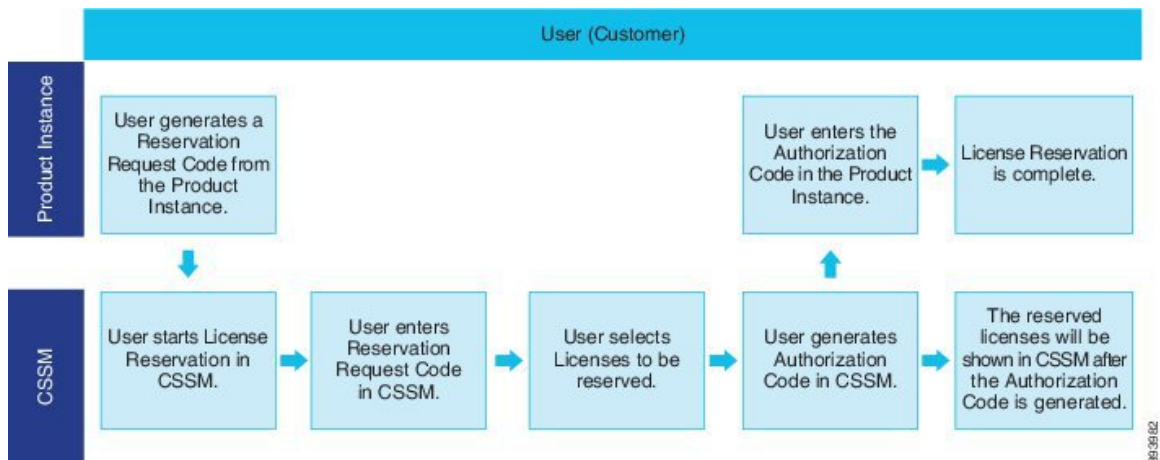 User (Customer)
Product Instance
User generates a
Reservation
Request Code from
the Product
Instance.
User enters the
Authorization
Code in the Product
Instance.
License Reservation
is complete.
CSSM
User starts License
Reservation in
CSSM.
User enters
Reservation
Request Code
in CSSM.
User selects
Licenses to be
reserved.
User generates
Authorization
Code in CSSM.
The reserved
licenses will be
shown in CSSM after
the Authorization
Code is generated.
393982